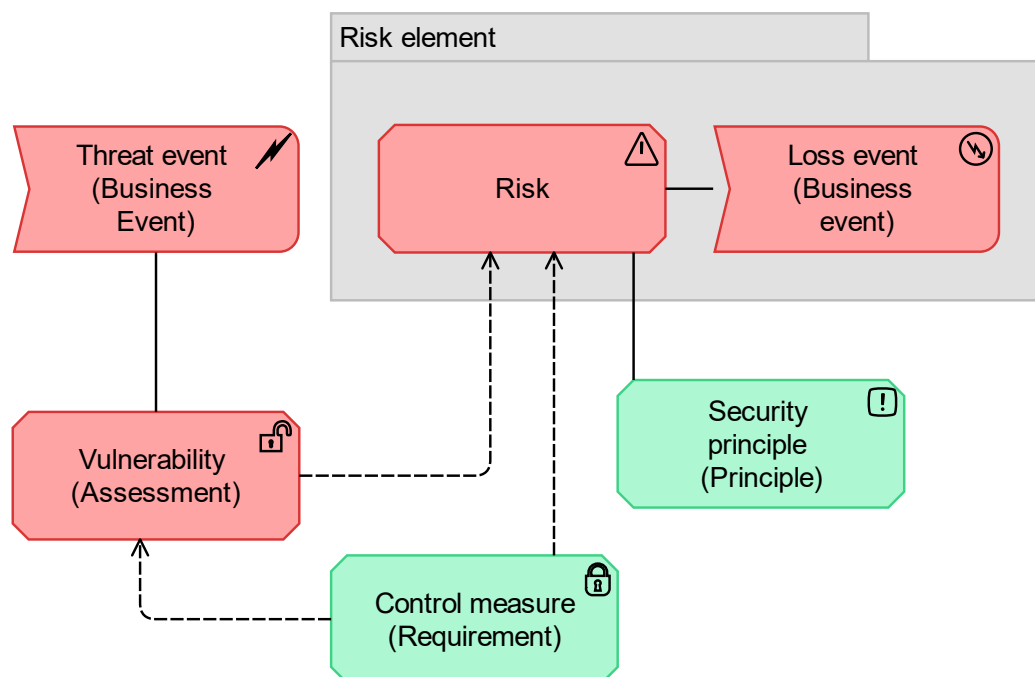 Risk element
Threat event
(Business
Event)
Risk
Loss event
(Business
event)
Security
principle
(Principle)
Vulnerability
(Assessment)
Control measure
(Requirement)